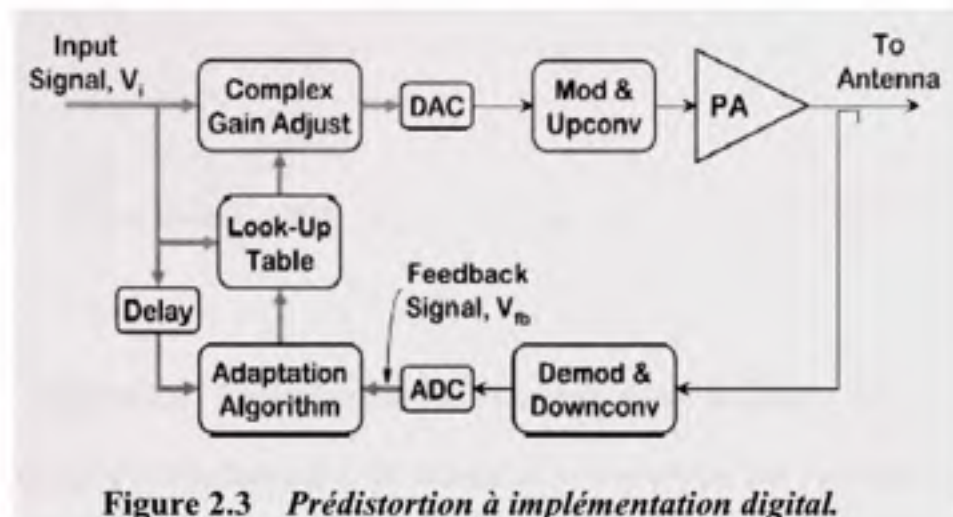 Input
Signal, Vi
Complex
Gain Adjust
DAC
Mod &
Upconv
PA
To
Antenna
Look-Up
Table
Delay
Feedback
Signal, Vfb
Adaptation
Algorithm
ADC
Demod &
Downconv
Figure 2.3 Prédistortion à implémentation digital.